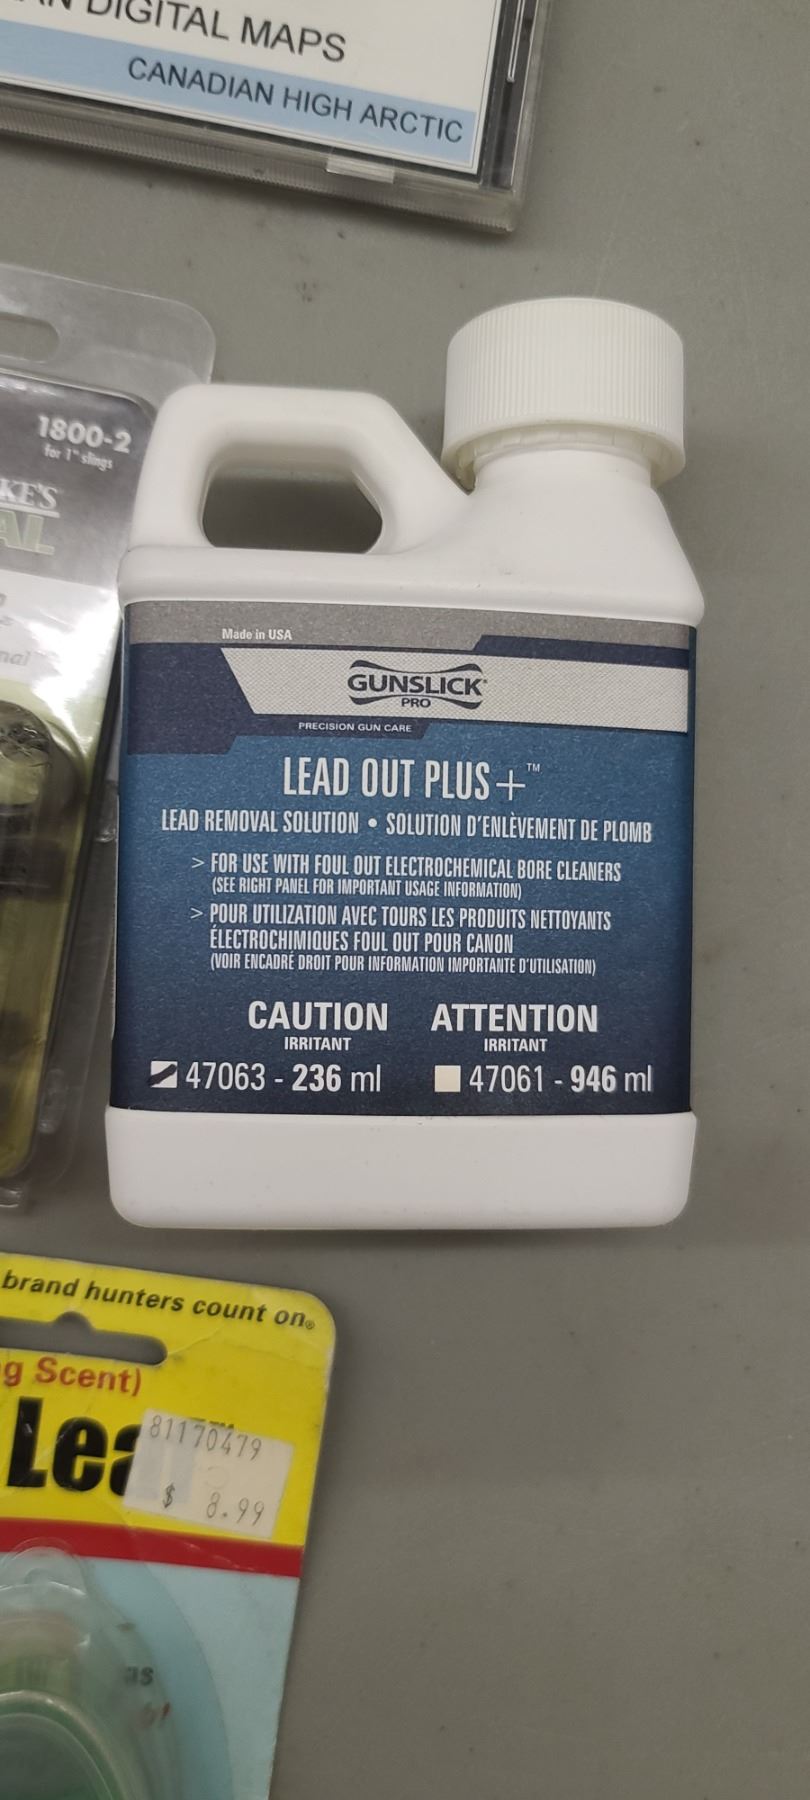 DIGITAL MAPS
CANADIAN HIGH ARCTIC
1800-2
for 1" slings
Made in USA
GUNSLICK®
PRO
PRECISION GUN CARE
LEAD OUT PLUS+™
LEAD REMOVAL SOLUTION • SOLUTION D'ENLÈVEMENT DE PLOMB
> FOR USE WITH FOUL OUT ELECTROCHEMICAL BORE CLEANERS
(SEE RIGHT PANEL FOR IMPORTANT USAGE INFORMATION)
> POUR UTILIZATION AVEC TOURS LES PRODUITS NETTOYANTS
ÉLECTROCHIMIQUES FOUL OUT POUR CANON
(VOIR ENCADRÉ DROIT POUR INFORMATION IMPORTANTE D'UTILISATION)
CAUTION ATTENTION
IRRITANT IRRITANT
47063 - 236 ml 47061 - 946 ml
brand hunters count on®
Scent)
81170479
$ 8.99